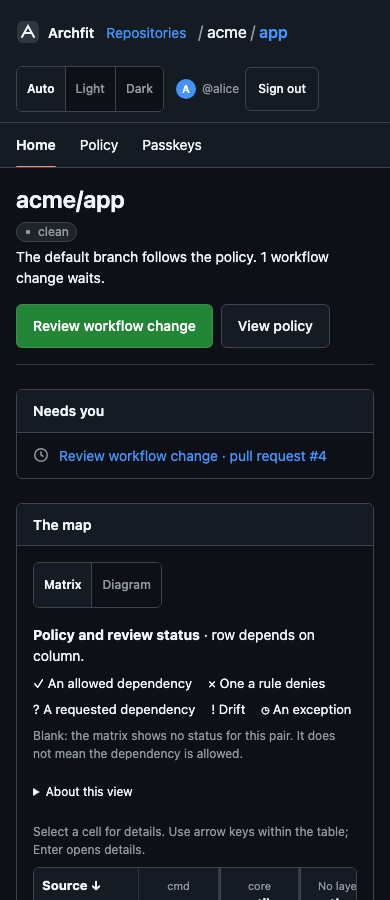 Archfit Repositories / acme / app
Auto Light Dark A @alice Sign out
Home Policy Passkeys
acme/app
clean
The default branch follows the policy. 1 workflow
change waits.
Review workflow change View policy
Needs you
Review workflow change · pull request #4
The map
Matrix Diagram
Policy and review status · row depends on
column.
✓ An allowed dependency × One a rule denies
? A requested dependency ! Drift ◷ An exception
Blank: the matrix shows no status for this pair. It does
not mean the dependency is allowed.
▶ About this view
Select a cell for details. Use arrow keys within the table;
Enter opens details.
Source ↓ cmd core No laye